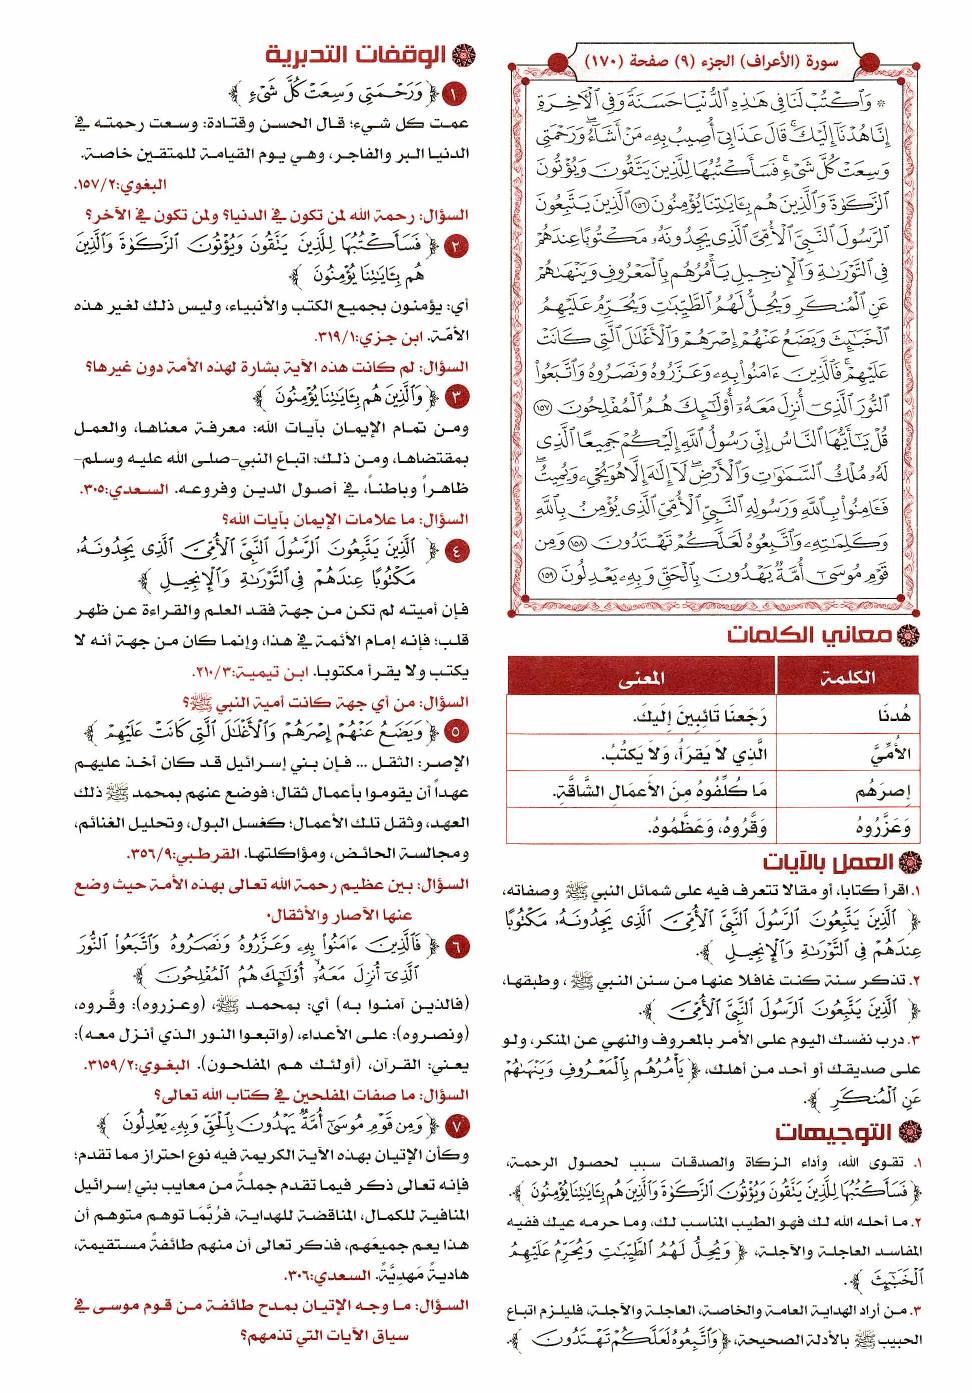 سورة (الأعراف) الجزء (٩) صفحة (١٧٠)
۞ وَٱكْتُبْ لَنَا فِى هَٰذِهِ ٱلدُّنْيَا حَسَنَةً وَفِى ٱلْأَخِرَةِ
إِنَّا هُدْنَآ إِلَيْكَ ۚ قَالَ عَذَابِىٓ أُصِيبُ بِهِۦ مَنْ أَشَآءُ ۖ وَرَحْمَتِى
وَسِعَتْ كُلَّ شَىْءٍ ۚ فَسَأَكْتُبُهَا لِلَّذِينَ يَتَّقُونَ وَيُؤْتُونَ
ٱلزَّكَوٰةَ وَٱلَّذِينَ هُم بِـَٔايَٰتِنَا يُؤْمِنُونَ ١٥٦ ٱلَّذِينَ يَتَّبِعُونَ
ٱلرَّسُولَ ٱلنَّبِىَّ ٱلْأُمِّىَّ ٱلَّذِى يَجِدُونَهُۥ مَكْتُوبًا عِندَهُمْ
فِى ٱلتَّوْرَىٰةِ وَٱلْإِنجِيلِ يَأْمُرُهُم بِٱلْمَعْرُوفِ وَيَنْهَىٰهُمْ
عَنِ ٱلْمُنكَرِ وَيُحِلُّ لَهُمُ ٱلطَّيِّبَٰتِ وَيُحَرِّمُ عَلَيْهِمُ
ٱلْخَبَٰٓئِثَ وَيَضَعُ عَنْهُمْ إِصْرَهُمْ وَٱلْأَغْلَٰلَ ٱلَّتِى كَانَتْ
عَلَيْهِمْ ۚ فَٱلَّذِينَ ءَامَنُوا۟ بِهِۦ وَعَزَّرُوهُ وَنَصَرُوهُ وَٱتَّبَعُوا۟
ٱلنُّورَ ٱلَّذِىٓ أُنزِلَ مَعَهُۥٓ أُو۟لَٰٓئِكَ هُمُ ٱلْمُفْلِحُونَ ١٥٧
قُلْ يَٰٓأَيُّهَا ٱلنَّاسُ إِنِّى رَسُولُ ٱللَّهِ إِلَيْكُمْ جَمِيعًا ٱلَّذِى
لَهُۥ مُلْكُ ٱلسَّمَٰوَٰتِ وَٱلْأَرْضِ ۖ لَآ إِلَٰهَ إِلَّا هُوَ يُحْىِۦ وَيُمِيتُ ۖ
فَـَٔامِنُوا۟ بِٱللَّهِ وَرَسُولِهِ ٱلنَّبِىِّ ٱلْأُمِّىِّ ٱلَّذِى يُؤْمِنُ بِٱللَّهِ
وَكَلِمَٰتِهِۦ وَٱتَّبِعُوهُ لَعَلَّكُمْ تَهْتَدُونَ ١٥٨ وَمِن
قَوْمِ مُوسَىٰٓ أُمَّةٌ يَهْدُونَ بِٱلْحَقِّ وَبِهِۦ يَعْدِلُونَ ١٥٩
معاني الكلمات
الكلمة المعنى
هُدنَا رَجَعنَا تَائِبِينَ إِلَيكَ.
الأُمِّيَّ الَّذِي لاَ يَقرَأُ، وَلاَ يَكتُبُ.
إِصرَهُم مَا كُلِّفُوهُ مِنَ الأَعمَالِ الشَّاقَّةِ.
وَعَزَّرُوهُ وَقَّرُوهُ، وَعَظَّمُوهُ.
العمل بالآيات
١. اقرأ كتابا، أو مقالا تتعرف فيه على شمائل النبي ﷺ وصفاته،
﴿ ٱلَّذِينَ يَتَّبِعُونَ ٱلرَّسُولَ ٱلنَّبِىَّ ٱلْأُمِّىَّ ٱلَّذِى يَجِدُونَهُۥ مَكْتُوبًا
عِندَهُمْ فِى ٱلتَّوْرَىٰةِ وَٱلْإِنجِيلِ ﴾.
٢. تذكر سنة كنت غافلا عنها من سنن النبي ﷺ، وطبقها،
﴿ ٱلَّذِينَ يَتَّبِعُونَ ٱلرَّسُولَ ٱلنَّبِىَّ ٱلْأُمِّىَّ ﴾.
٣. درب نفسك اليوم على الأمر بالمعروف والنهي عن المنكر، ولو
على صديقك أو أحد من أهلك، ﴿ يَأْمُرُهُم بِٱلْمَعْرُوفِ وَيَنْهَىٰهُمْ
عَنِ ٱلْمُنكَرِ ﴾.
التوجيهات
١. تقوى الله، وأداء الزكاة والصدقات سبب لحصول الرحمة،
﴿ فَسَأَكْتُبُهَا لِلَّذِينَ يَتَّقُونَ وَيُؤْتُونَ ٱلزَّكَوٰةَ وَٱلَّذِينَ هُم بِـَٔايَٰتِنَا يُؤْمِنُونَ ﴾.
٢. ما أحله الله لك فهو الطيب المناسب لك، وما حرمه عيك ففيه
المفاسد العاجلة والآجلة، ﴿ وَيُحِلُّ لَهُمُ ٱلطَّيِّبَٰتِ وَيُحَرِّمُ عَلَيْهِمُ
ٱلْخَبَٰٓئِثَ ﴾.
٣. من أراد الهداية العامة والخاصة، العاجلة والآجلة، فليلزم اتباع
الحبيب ﷺ بالأدلة الصحيحة، ﴿ وَٱتَّبِعُوهُ لَعَلَّكُمْ تَهْتَدُونَ ﴾.
الوقفات التدبرية
١ ﴿ وَرَحْمَتِى وَسِعَتْ كُلَّ شَىْءٍ ﴾
عمت كل شيء؛ قال الحسن وقتادة: وسعت رحمته في
الدنيا البر والفاجر، وهي يوم القيامة للمتقين خاصة.
البغوي:٢/١٥٧.
السؤال: رحمة الله لمن تكون في الدنيا؟ ولمن تكون في الآخر؟
٢ ﴿ فَسَأَكْتُبُهَا لِلَّذِينَ يَتَّقُونَ وَيُؤْتُونَ ٱلزَّكَوٰةَ وَٱلَّذِينَ
هُم بِـَٔايَٰتِنَا يُؤْمِنُونَ ﴾
أي: يؤمنون بجميع الكتب والأنبياء، وليس ذلك لغير هذه
الأمّة. ابن جزي:١/٣١٩.
السؤال: لم كانت هذه الآية بشارة لهذه الأمة دون غيرها؟
٣ ﴿ وَٱلَّذِينَ هُم بِـَٔايَٰتِنَا يُؤْمِنُونَ ﴾
ومن تمام الإيمان بآيات الله: معرفة معناها، والعمل
بمقتضاها، ومن ذلك: اتباع النبي-صلى الله عليه وسلم-
ظاهراً وباطناً، في أصول الدين وفروعه. السعدي:٣٠٥.
السؤال: ما علامات الإيمان بآيات الله؟
٤ ﴿ ٱلَّذِينَ يَتَّبِعُونَ ٱلرَّسُولَ ٱلنَّبِىَّ ٱلْأُمِّىَّ ٱلَّذِى يَجِدُونَهُۥ
مَكْتُوبًا عِندَهُمْ فِى ٱلتَّوْرَىٰةِ وَٱلْإِنجِيلِ ﴾
فإن أميته لم تكن من جهة فقد العلم والقراءة عن ظهر
قلب؛ فإنه إمام الأئمة في هذا، وإنما كان من جهة أنه لا
يكتب ولا يقرأ مكتوبا. ابن تيمية:٣/٢١٠.
السؤال: من أي جهة كانت أمية النبي ﷺ؟
٥ ﴿ وَيَضَعُ عَنْهُمْ إِصْرَهُمْ وَٱلْأَغْلَٰلَ ٱلَّتِى كَانَتْ عَلَيْهِمْ ﴾
الإصر: الثقل ... فإن بني إسرائيل قد كان أخذ عليهم
عهداً أن يقوموا بأعمال ثقال؛ فوضع عنهم بمحمد ﷺ ذلك
العهد، وثقل تلك الأعمال؛ كغسل البول، وتحليل الغنائم،
ومجالسة الحائض، ومؤاكلتها. القرطبي:٩/٣٥٦.
السؤال: بين عظيم رحمة الله تعالى بهذه الأمة حيث وضع
عنها الآصار والأثقال.
٦ ﴿ فَٱلَّذِينَ ءَامَنُوا۟ بِهِۦ وَعَزَّرُوهُ وَنَصَرُوهُ وَٱتَّبَعُوا۟ ٱلنُّورَ
ٱلَّذِىٓ أُنزِلَ مَعَهُۥٓ أُو۟لَٰٓئِكَ هُمُ ٱلْمُفْلِحُونَ ﴾
(فالذين آمنوا به) أي: بمحمد ﷺ، (وعزروه): وقَّروه،
(ونصروه): على الأعداء، (واتبعوا النور الذي أنزل معه):
يعني: القرآن، (أولئك هم المفلحون). البغوي:٢/٣١٥٩.
السؤال: ما صفات المفلحين في كتاب الله تعالى؟
٧ ﴿ وَمِن قَوْمِ مُوسَىٰٓ أُمَّةٌ يَهْدُونَ بِٱلْحَقِّ وَبِهِۦ يَعْدِلُونَ ﴾
وكأن الإتيان بهذه الآية الكريمة فيه نوع احتراز مما تقدم؛
فإنه تعالى ذكر فيما تقدم جملةً من معايب بني إسرائيل
المنافية للكمال، المناقضة للهداية، فرُبَّمَا توهم متوهم أن
هذا يعم جميعَهم، فذكر تعالى أن منهم طائفةً مستقيمة،
هاديةً مَهدِيَّةً. السعدي:٣٠٦.
السؤال: ما وجه الإتيان بمدح طائفة من قوم موسى في
سياق الآيات التي تذمهم؟